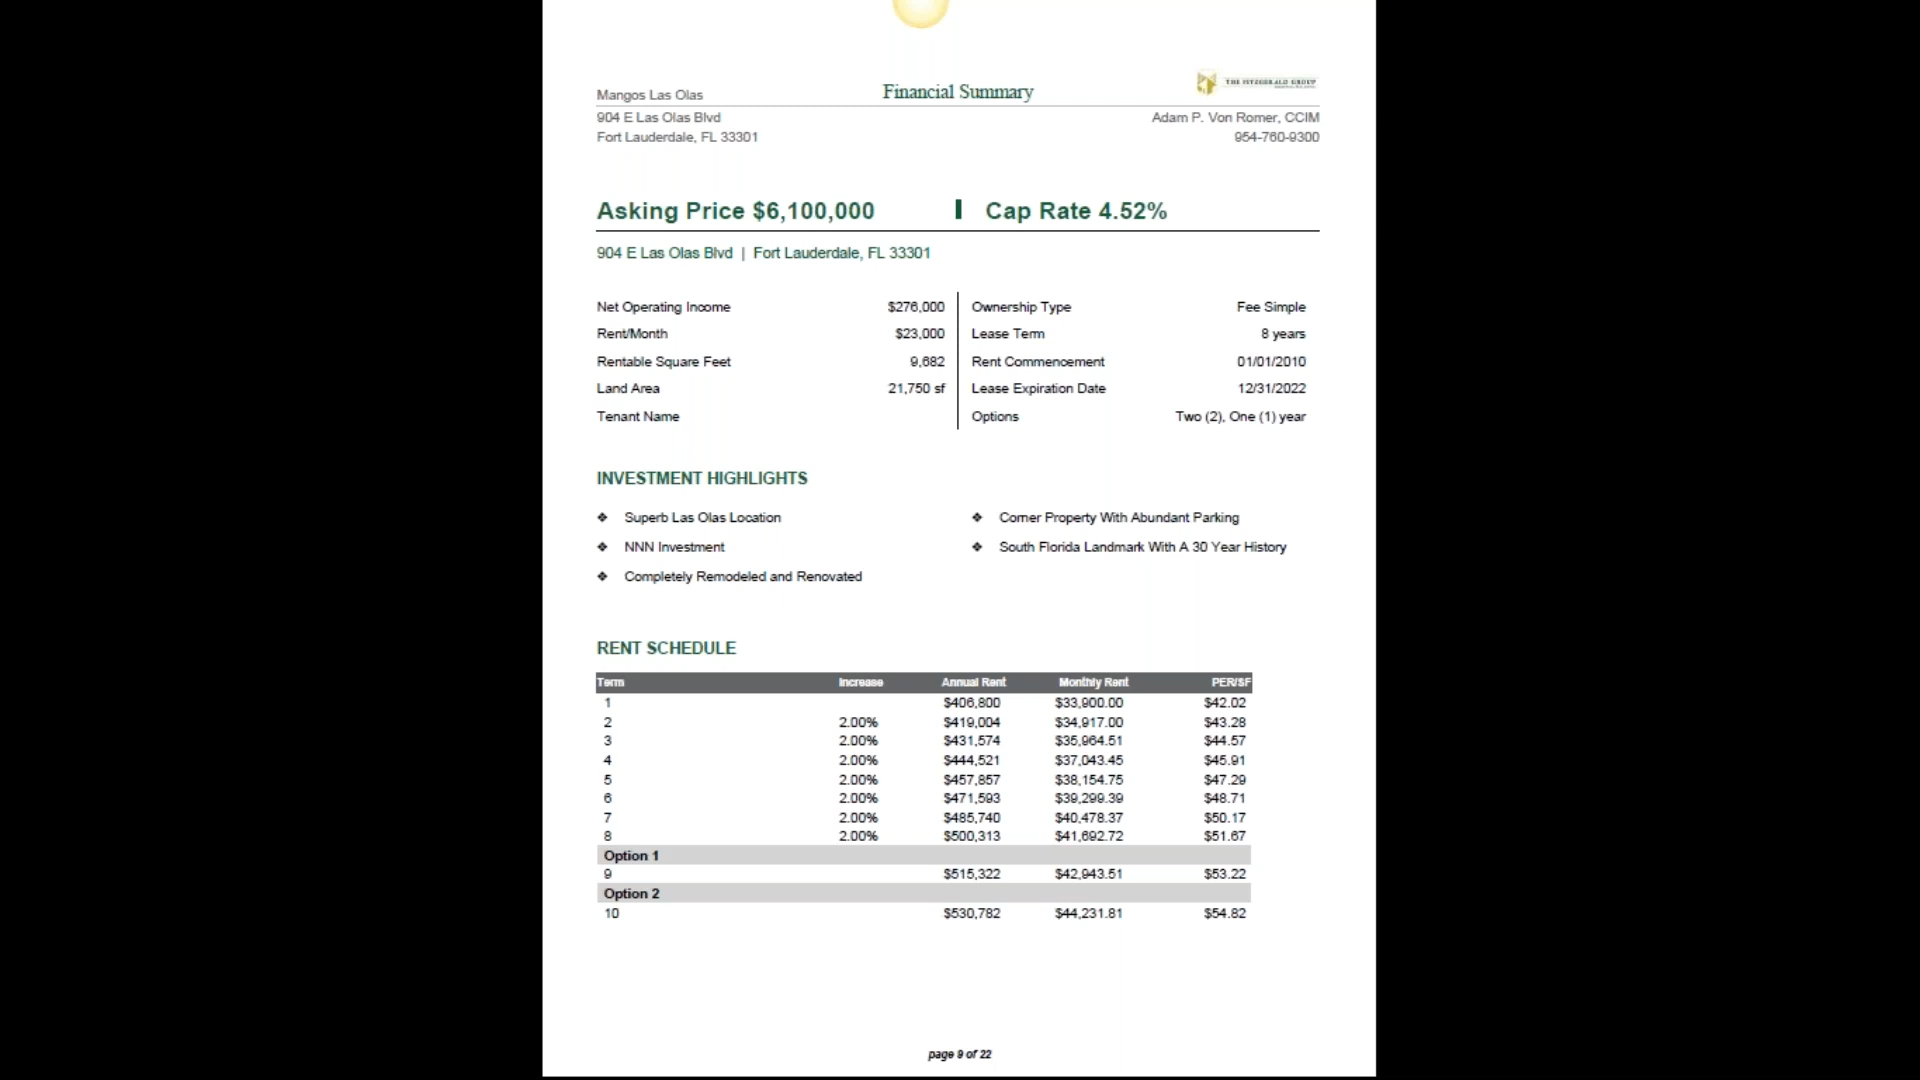 Mangos Las Olas
Financial Summary
THE FITZGERALD GROUP
904 E Las Olas Blvd
Adam P. Von Romer, CCIM
Fort Lauderdale, FL 33301
954-760-9300
Asking Price $6,100,000
Cap Rate 4.52%
904 E Las Olas Blvd | Fort Lauderdale, FL 33301
Net Operating Income $276,000
Ownership Type Fee Simple
Rent/Month $23,000
Lease Term 8 years
Rentable Square Feet 9,682
Rent Commencement 01/01/2010
Land Area 21,750 sf
Lease Expiration Date 12/31/2022
Tenant Name
Options Two (2), One (1) year
INVESTMENT HIGHLIGHTS
❖ Superb Las Olas Location
❖ Corner Property With Abundant Parking
❖ NNN Investment
❖ South Florida Landmark With A 30 Year History
❖ Completely Remodeled and Renovated
RENT SCHEDULE
Term Increase Annual Rent Monthly Rent PER/SF
1 $406,800 $33,900.00 $42.02
2 2.00% $419,004 $34,917.00 $43.28
3 2.00% $431,574 $35,964.51 $44.57
4 2.00% $444,521 $37,043.45 $45.91
5 2.00% $457,857 $38,154.75 $47.29
6 2.00% $471,593 $39,299.39 $48.71
7 2.00% $485,740 $40,478.37 $50.17
8 2.00% $500,313 $41,692.72 $51.67
Option 1
9 $515,322 $42,943.51 $53.22
Option 2
10 $530,782 $44,231.81 $54.82
page 9 of 22